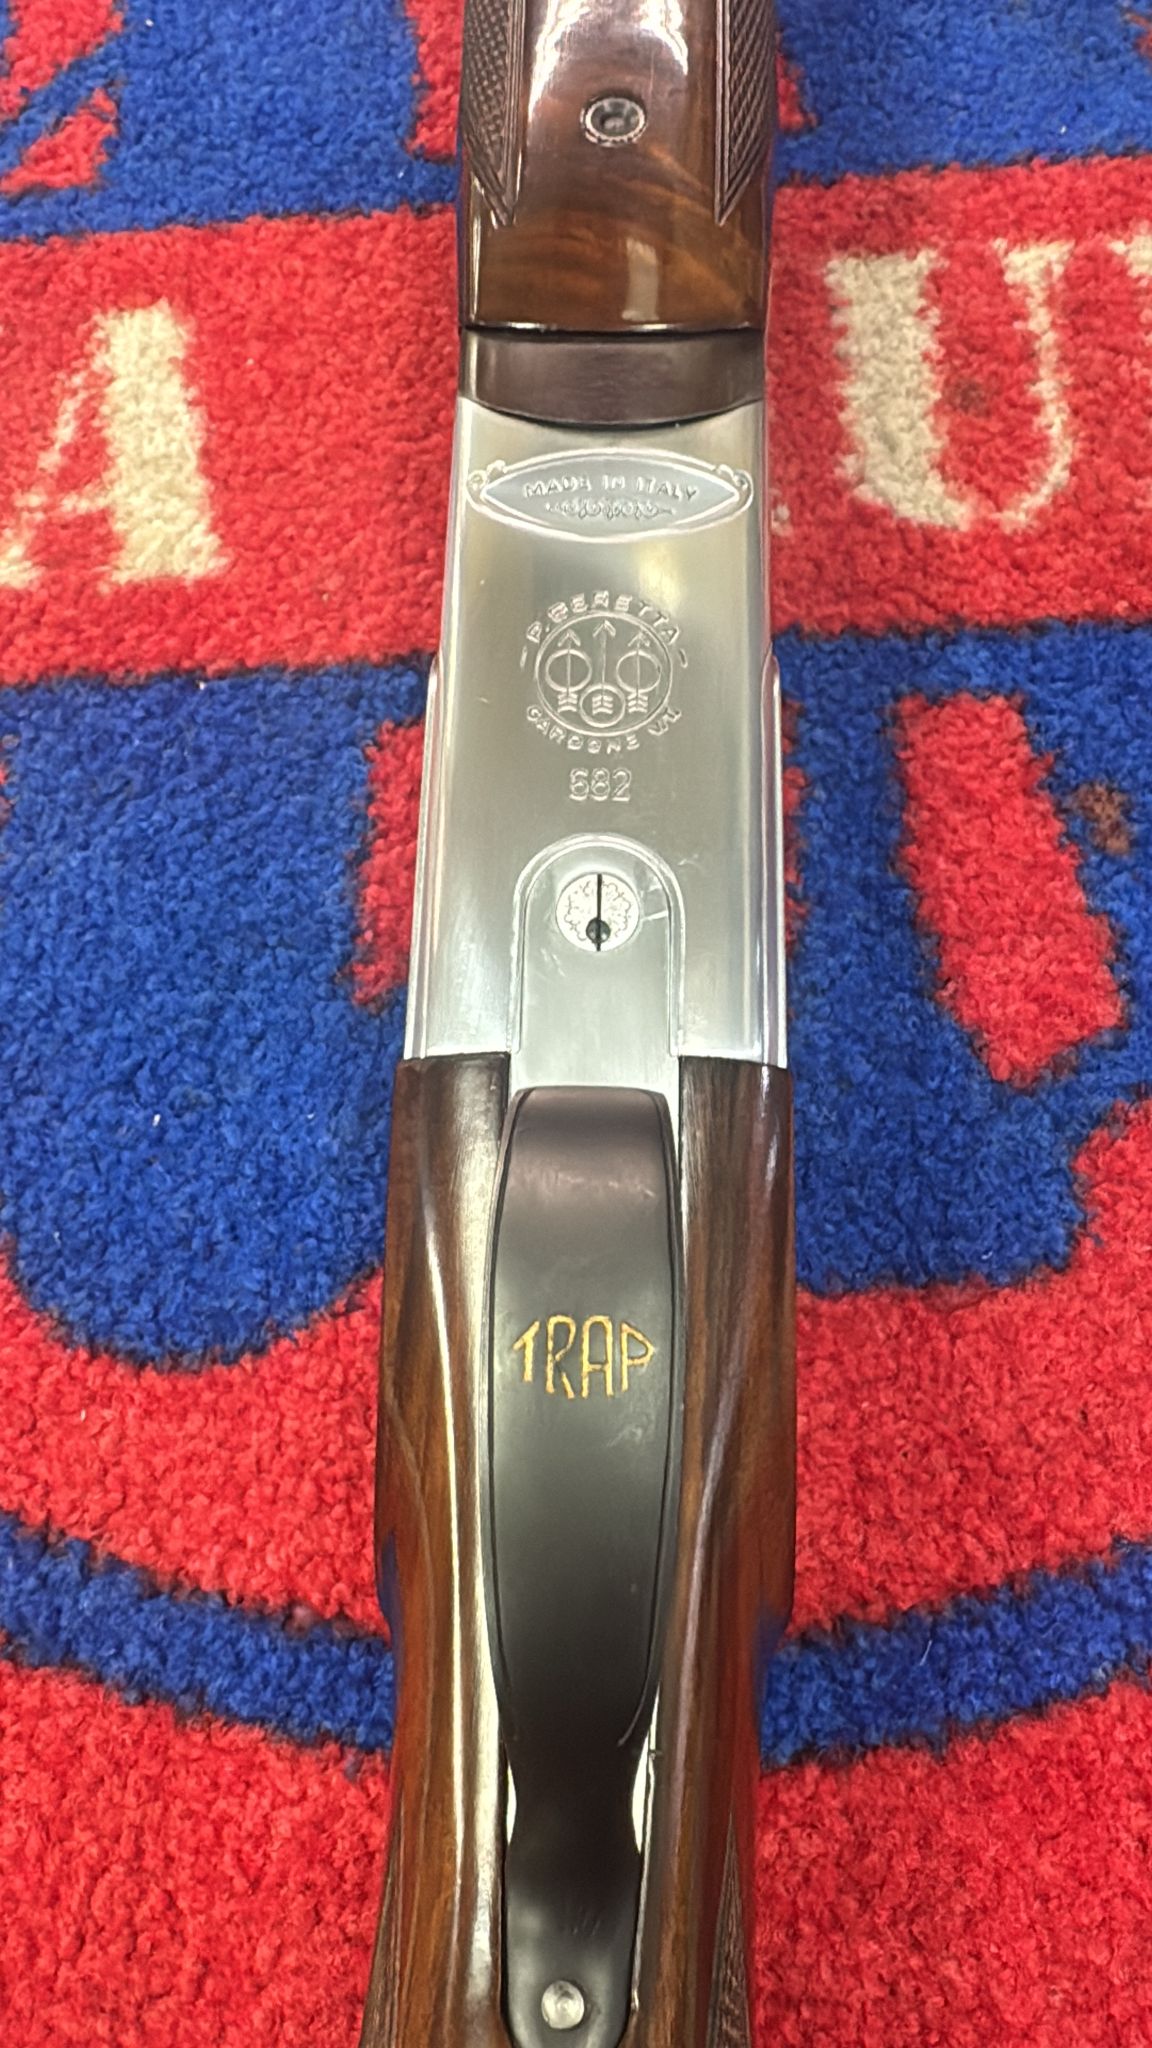 MADE IN ITALY
P. BERETTA
GARDONE V.T.
682
TRAP